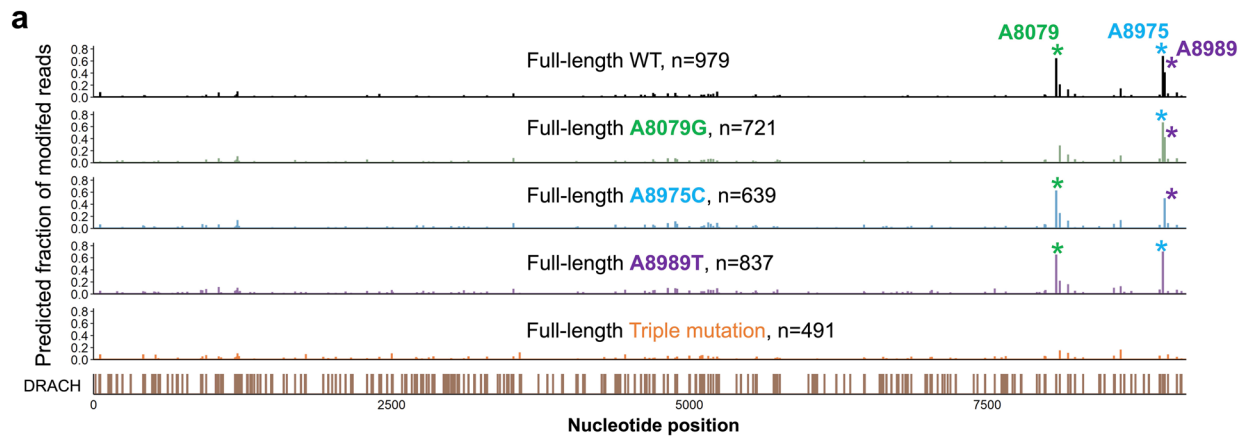 a
A8079
A8975
A8989
Predicted fraction of modifed reads
0.8
0.6
0.4
0.2
0.0
* * *
Full-length WT, n=979
0.8
0.6
0.4
0.2
0.0
* *
Full-length A8079G, n=721
0.8
0.6
0.4
0.2
0.0
* *
Full-length A8975C, n=639
0.8
0.6
0.4
0.2
0.0
* *
Full-length A8989T, n=837
0.8
0.6
0.4
0.2
0.0
Full-length Triple mutation, n=491
DRACH
0 2500 5000 7500
Nucleotide position